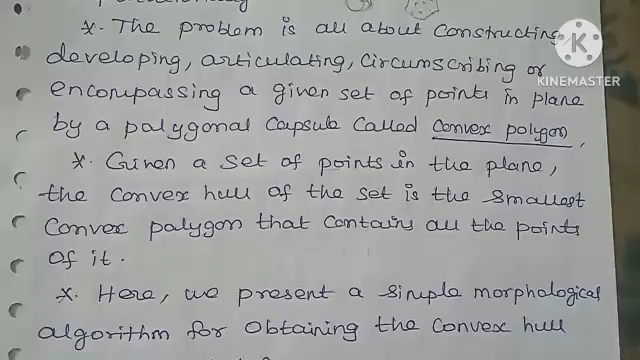 *. The problem is all about constructing
developing, articulating, circumscribing or
encompassing a given set of points in plane
by a polygonal capsule called convex polygon.
*. Given a set of points in the plane,
the convex hull of the set is the smallest
convex polygon that contains all the points
of it.
*. Here, we present a simple morphological
algorithm for obtaining the convex hull
KINEMASTER